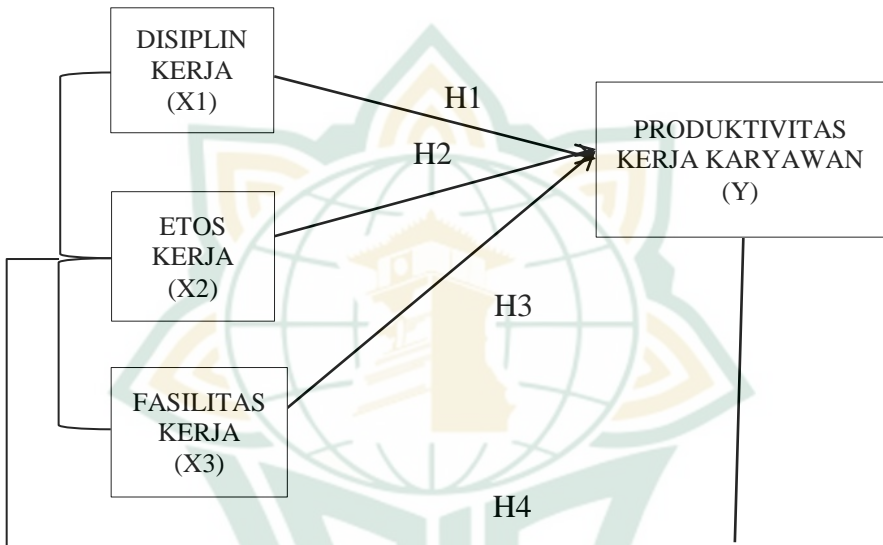 DISIPLIN
KERJA
(X1)
H1
PRODUKTIVITAS
KERJA KARYAWAN
(Y)
H2
ETOS
KERJA
(X2)
H3
FASILITAS
KERJA
(X3)
H4